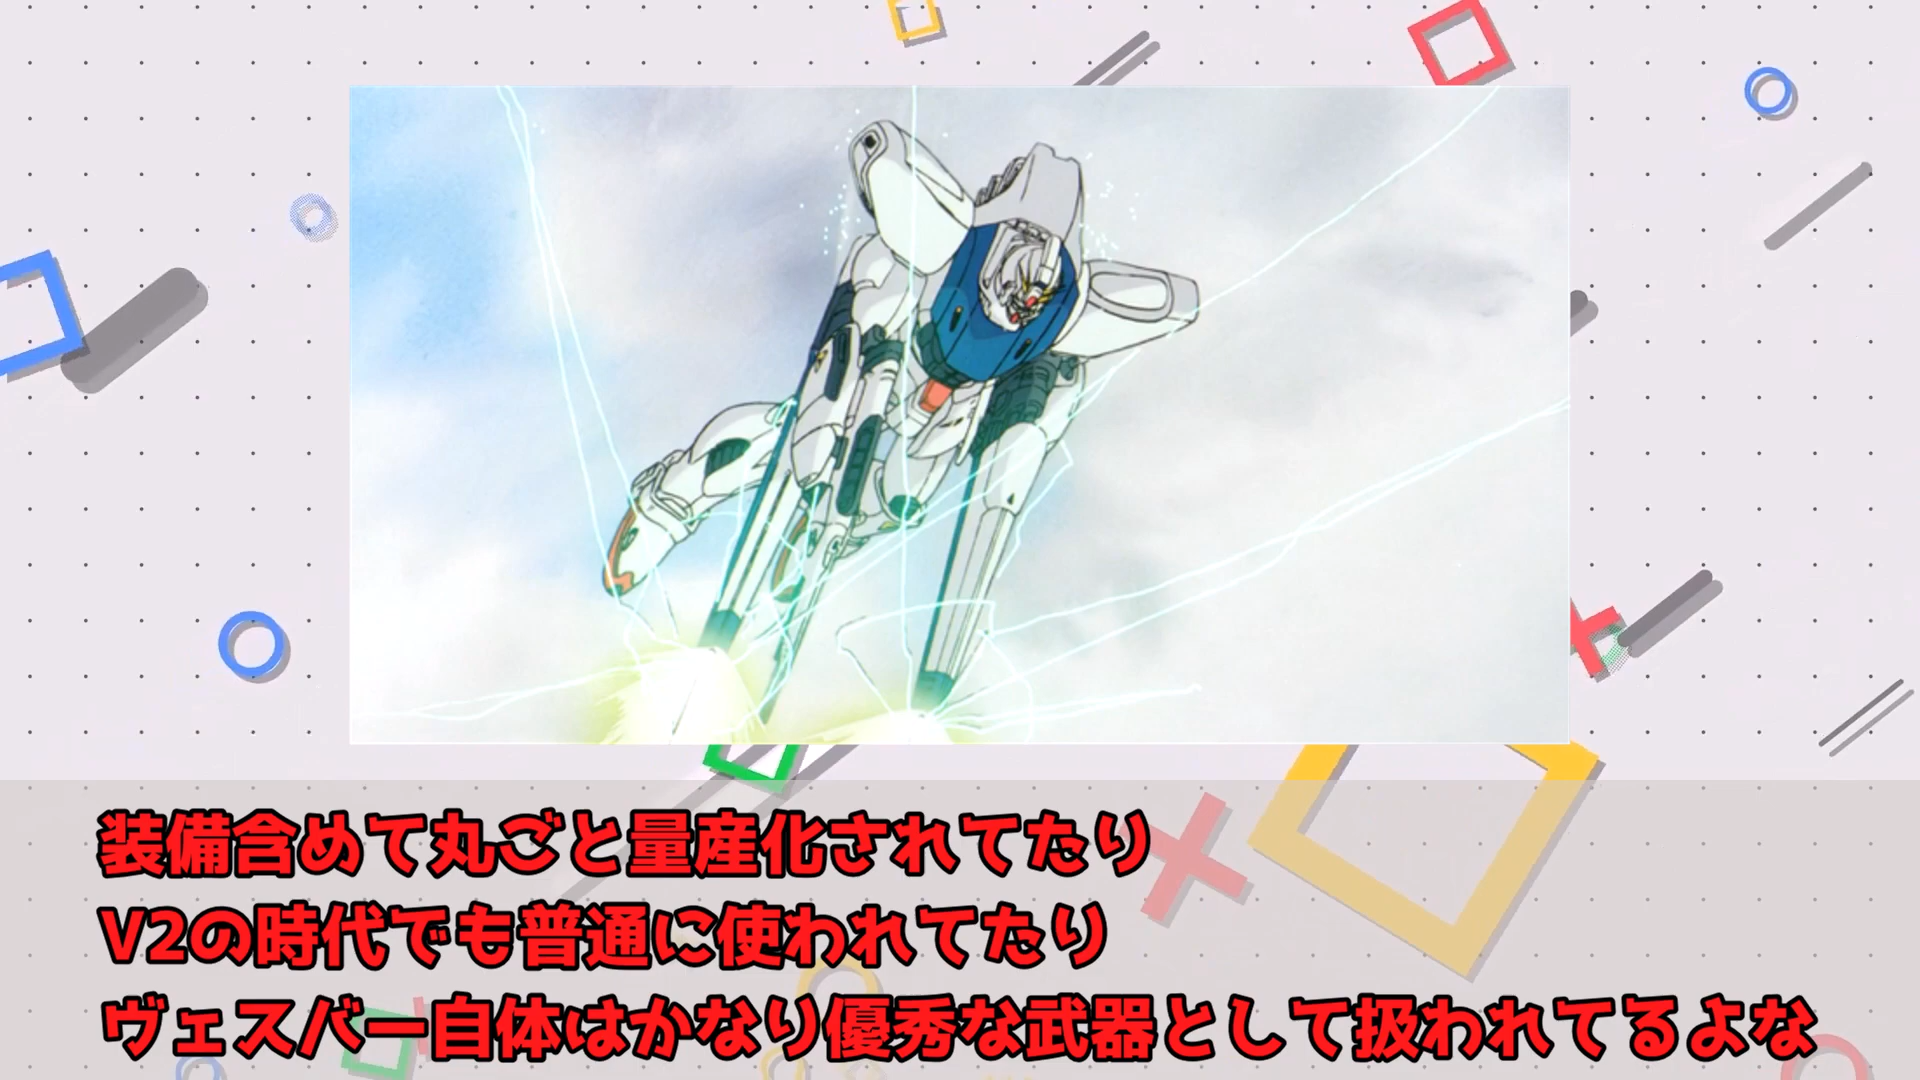 装備含めて丸ごと量産化されてたり
V2の時代でも普通に使われてたり
ヴェスバー自体はかなり優秀な武器として扱われてるよな